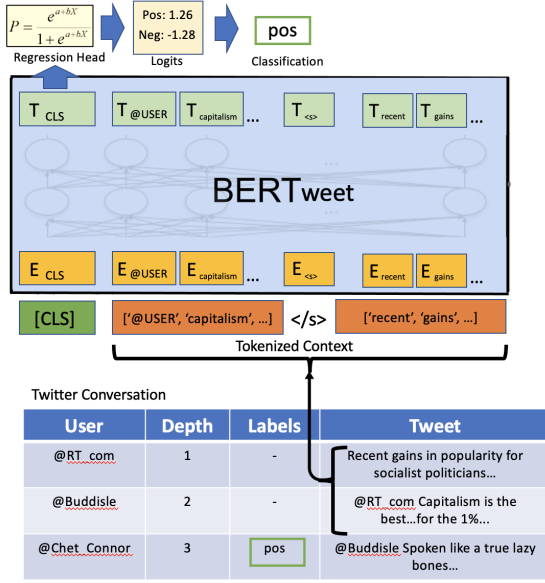 P = e^{a+bX} / 1 + e^{a+bX}
Pos: 1.26
Neg: -1.28
pos
Regression Head
Logits
Classification
T CLS
T @USER
T capitalism
...
T <s>
T recent
T gains
...
...
...
BERTweet
E CLS
E @USER
E capitalism
...
E <s>
E recent
E gains
...
[CLS]
['@USER', 'capitalism', ...]
</s>
['recent', 'gains', ...]
Tokenized Context
Twitter Conversation
User Depth Labels Tweet
@RT_com 1 - Recent gains in popularity for
socialist politicians...
@Buddisle 2 - @RT_com Capitalism is the
best...for the 1%...
@Chet_Connor 3 pos @Buddisle Spoken like a true lazy
bones...